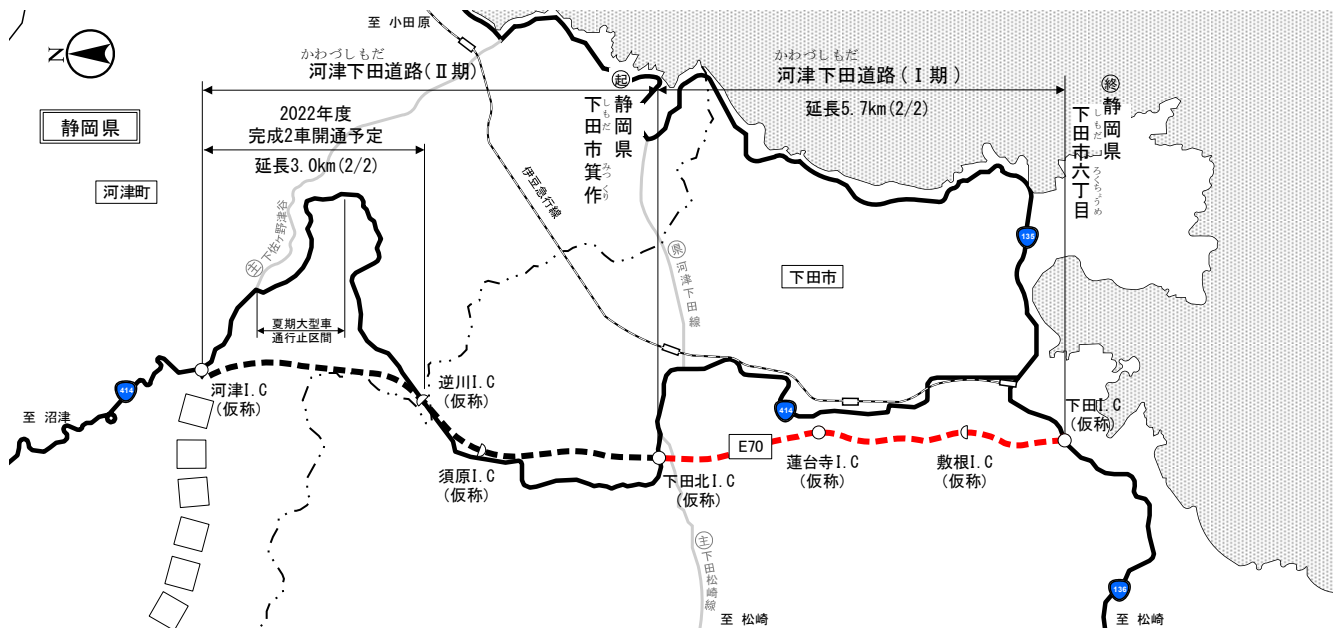 至 小田原
N
静岡県
河津町
かわづしもだ
河津下田道路(Ⅱ期)
2022年度
完成2車開通予定
延長3.0km(2/2)
かわづしもだ
河津下田道路(Ⅰ期)
延長5.7km(2/2)
起
静岡県
下田市箕作
しもだ
みつくり
終
静岡県
下田市六丁目
しもだし
ろくちょうめ
主
下佐ヶ野津谷
伊豆急行線
県
河津下田線
下田市
135
夏期大型車
通行止区間
414
至 沼津
河津I.C
(仮称)
逆川I.C
(仮称)
須原I.C
(仮称)
下田北I.C
(仮称)
E70
414
蓮台寺I.C
(仮称)
敷根I.C
(仮称)
下田I.C
(仮称)
主
下田松崎線
至 松崎
136
至 松崎